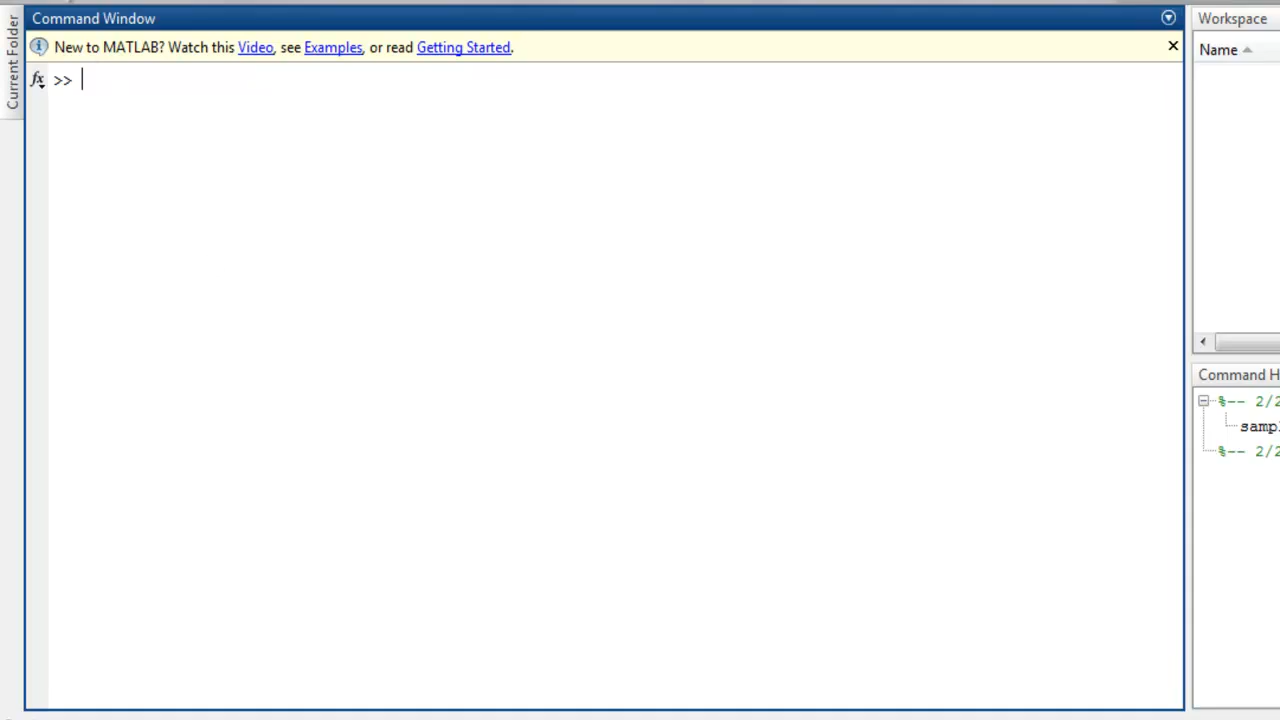 Current Folder
Command Window
New to MATLAB? Watch this Video, see Examples, or read Getting Started.
fx >>
Workspace
Name
Command H
%-- 2/2
samp
%-- 2/2